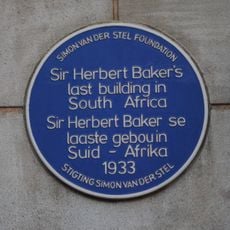 SIMON VAN DER STEL FOUNDATION
Sir Herbert Baker's
last building in
South Africa
Sir Herbert Baker se
laaste gebou in
Suid - Afrika
1933
STIGTING SIMON VAN DER STEL